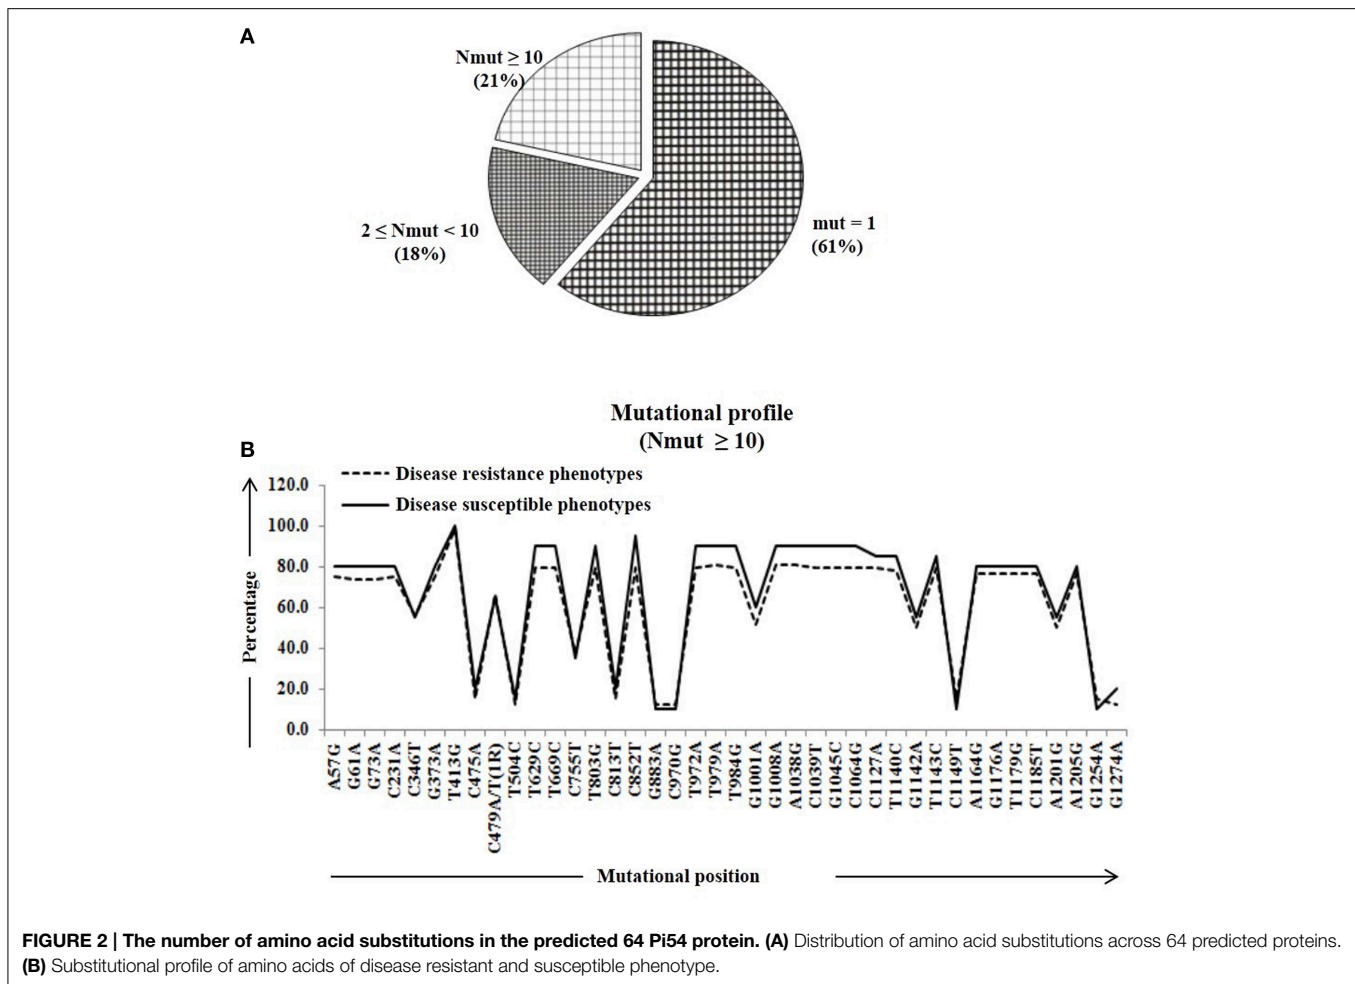 A
Nmut ≥ 10
(21%)
2 ≤ Nmut < 10
(18%)
mut = 1
(61%)
Mutational profile
(Nmut ≥ 10)
B
Disease resistance phenotypes
Disease susceptible phenotypes
Percentage
120.0
100.0
80.0
60.0
40.0
20.0
0.0
A57G
G61A
G73A
C231A
C346T
G373A
T413G
C475A
C479A/T(1R)
T504C
T629C
T669C
C755T
T803G
C813T
C852T
G883A
C970G
T972A
T979A
T984G
G1001A
G1008A
A1038G
C1039T
G1045C
C1064G
C1127A
T1140C
G1142A
T1143C
C1149T
A1164G
G1176A
T1179G
C1185T
A1201G
A1205G
G1254A
G1274A
Mutational position
FIGURE 2 | The number of amino acid substitutions in the predicted 64 Pi54 protein. (A) Distribution of amino acid substitutions across 64 predicted proteins.
(B) Substitutional profile of amino acids of disease resistant and susceptible phenotype.